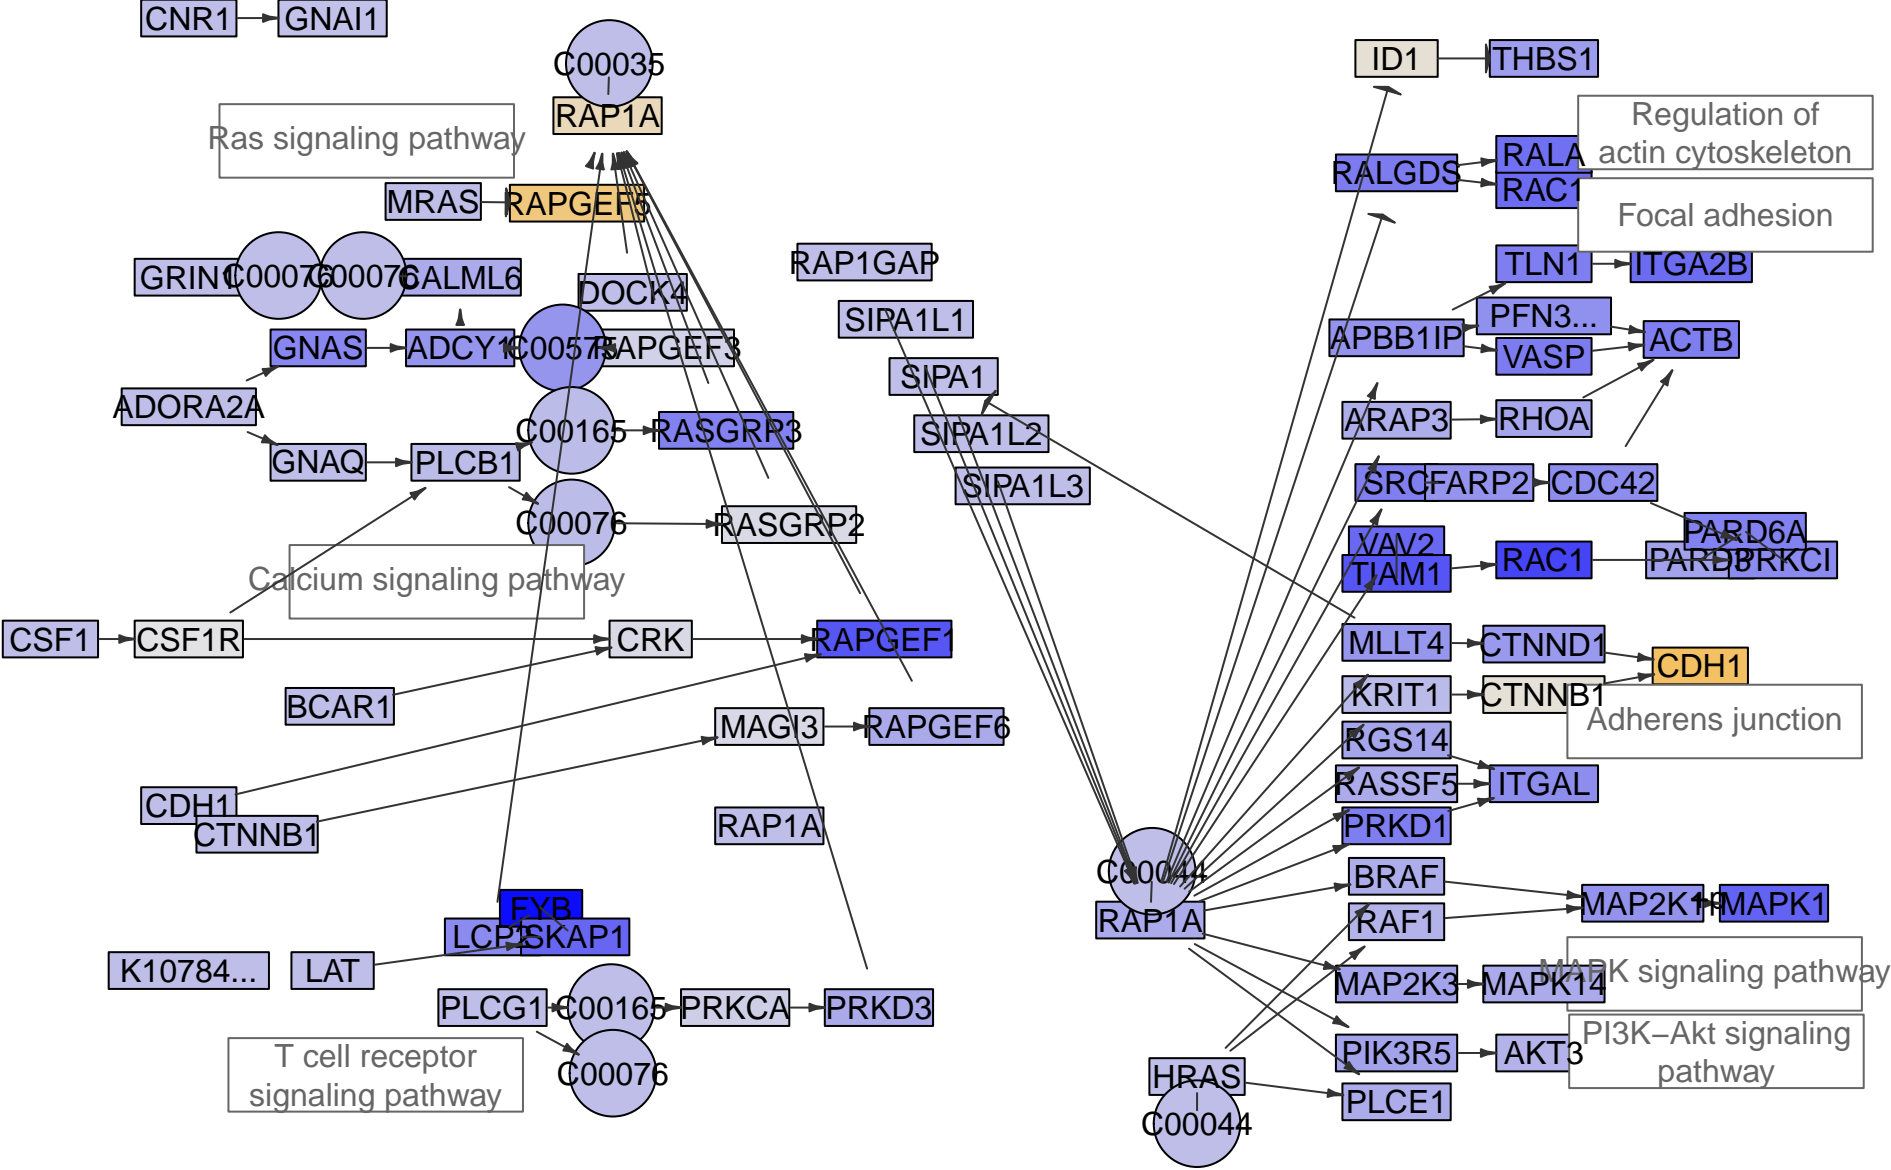 CNR1
GNAI1
C00035
RAP1A
Ras signaling pathway
MRAS
RAPGEF5
GRIN1
C00076
C00076
CALML6
DOCK4
GNAS
ADCY1
C00575
RAPGEF3
ADORA2A
GNAQ
PLCB1
C00165
RASGRP3
C00076
RASGRP2
Calcium signaling pathway
CSF1
CSF1R
CRK
RAPGEF1
BCAR1
MAGI3
RAPGEF6
CDH1
CTNNB1
RAP1A
FYB
LCP2
SKAP1
K10784...
LAT
PLCG1
C00165
PRKCA
PRKD3
C00076
T cell receptor
signaling pathway
RAP1GAP
SIPA1L1
SIPA1
SIPA1L2
SIPA1L3
C00044
RAP1A
HRAS
C00044
ID1
THBS1
Regulation of
actin cytoskeleton
RALGDS
RALA
RAC1
Focal adhesion
TLN1
ITGA2B
APBB1IP
PFN3...
VASP
ACTB
ARAP3
RHOA
SRC
FARP2
CDC42
VAV2
TIAM1
RAC1
PARD6A
PARD3
PRKCI
MLLT4
CTNND1
CDH1
KRIT1
CTNNB1
Adherens junction
RGS14
RASSF5
ITGAL
PRKD1
BRAF
RAF1
MAP2K1
+p
MAPK1
MAPK signaling pathway
MAP2K3
MAPK14
PIK3R5
AKT3
PI3K−Akt signaling
pathway
PLCE1